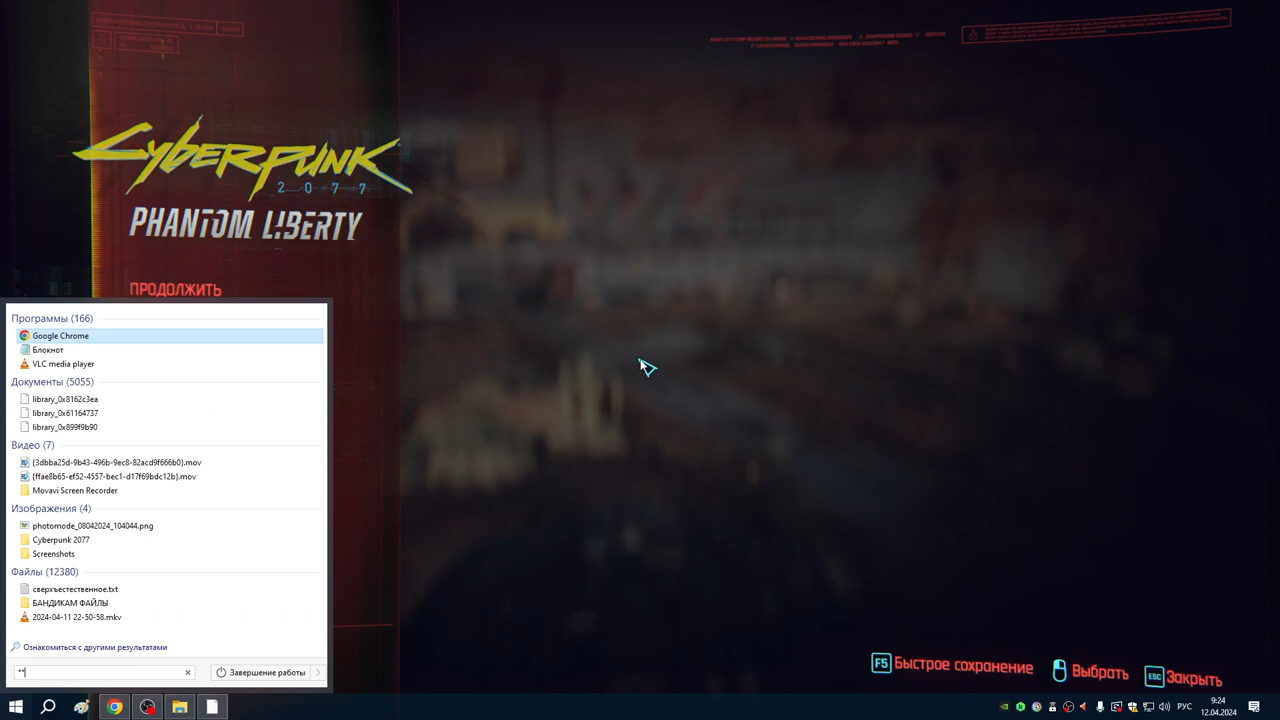 CYBERPUNK
2077
PHANTOM LIBERTY
ПРОДОЛЖИТЬ
Программы (166)
Google Chrome
Блокнот
VLC media player
Документы (5055)
library_0x8162c3ea
library_0x61164737
library_0x899f9b90
Видео (7)
{3dbba25d-9b43-496b-9ec8-82acd9f666b0}.mov
{ffae8b65-ef52-4557-bec1-d17f69bdc12b}.mov
Movavi Screen Recorder
Изображения (4)
photomode_08042024_104044.png
Cyberpunk 2077
Screenshots
Файлы (12380)
сверхъестественное.txt
БАНДИКАМ ФАЙЛЫ
2024-04-11 22-50-58.mkv
Ознакомиться с другими результатами
Завершение работы
F5 Быстрое сохранение
Выбрать
ESC Закрыть
РУС
9:24
12.04.2024